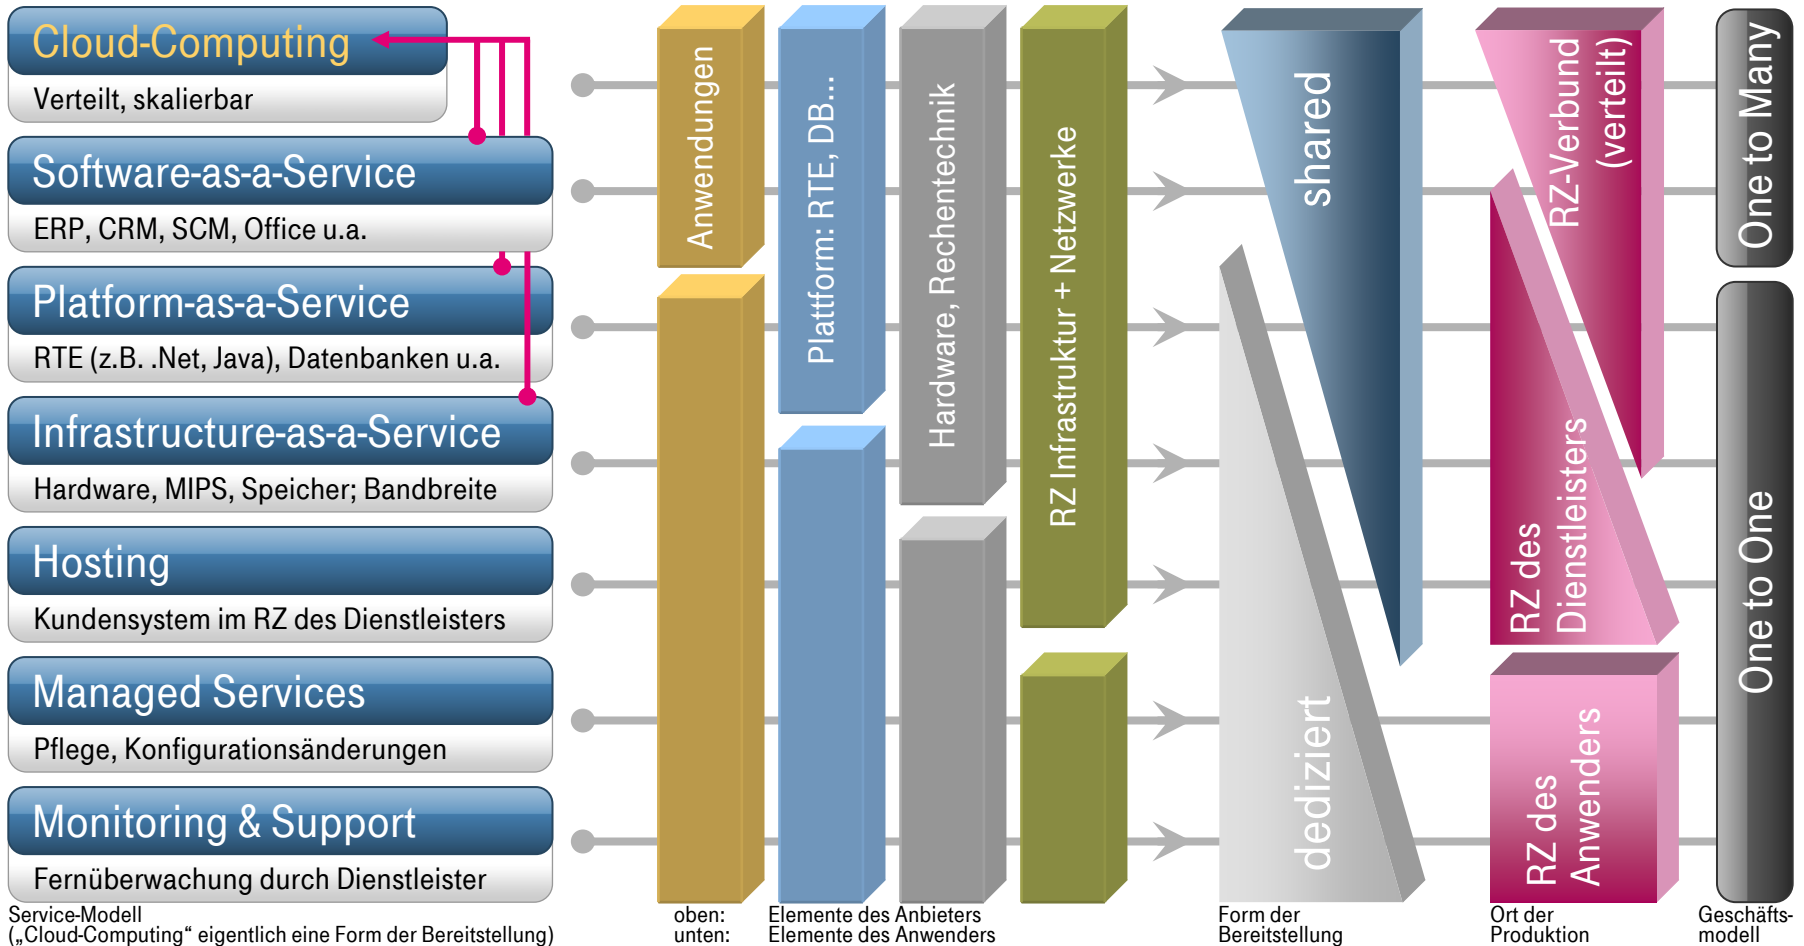 Cloud-Computing
Verteilt, skalierbar
Software-as-a-Service
ERP, CRM, SCM, Office u.a.
Platform-as-a-Service
RTE (z.B. .Net, Java), Datenbanken u.a.
Infrastructure-as-a-Service
Hardware, MIPS, Speicher; Bandbreite
Hosting
Kundensystem im RZ des Dienstleisters
Managed Services
Pflege, Konfigurationsänderungen
Monitoring & Support
Fernüberwachung durch Dienstleister
Service-Modell
(„Cloud-Computing“ eigentlich eine Form der Bereitstellung)
Anwendungen
Plattform: RTE, DB...
Hardware, Rechentechnik
RZ Infrastruktur + Netzwerke
oben: Elemente des Anbieters
unten: Elemente des Anwenders
shared
dediziert
Form der
Bereitstellung
RZ-Verbund
(verteilt)
RZ des
Dienstleisters
RZ des
Anwenders
Ort der
Produktion
One to Many
One to One
Geschäfts-
modell